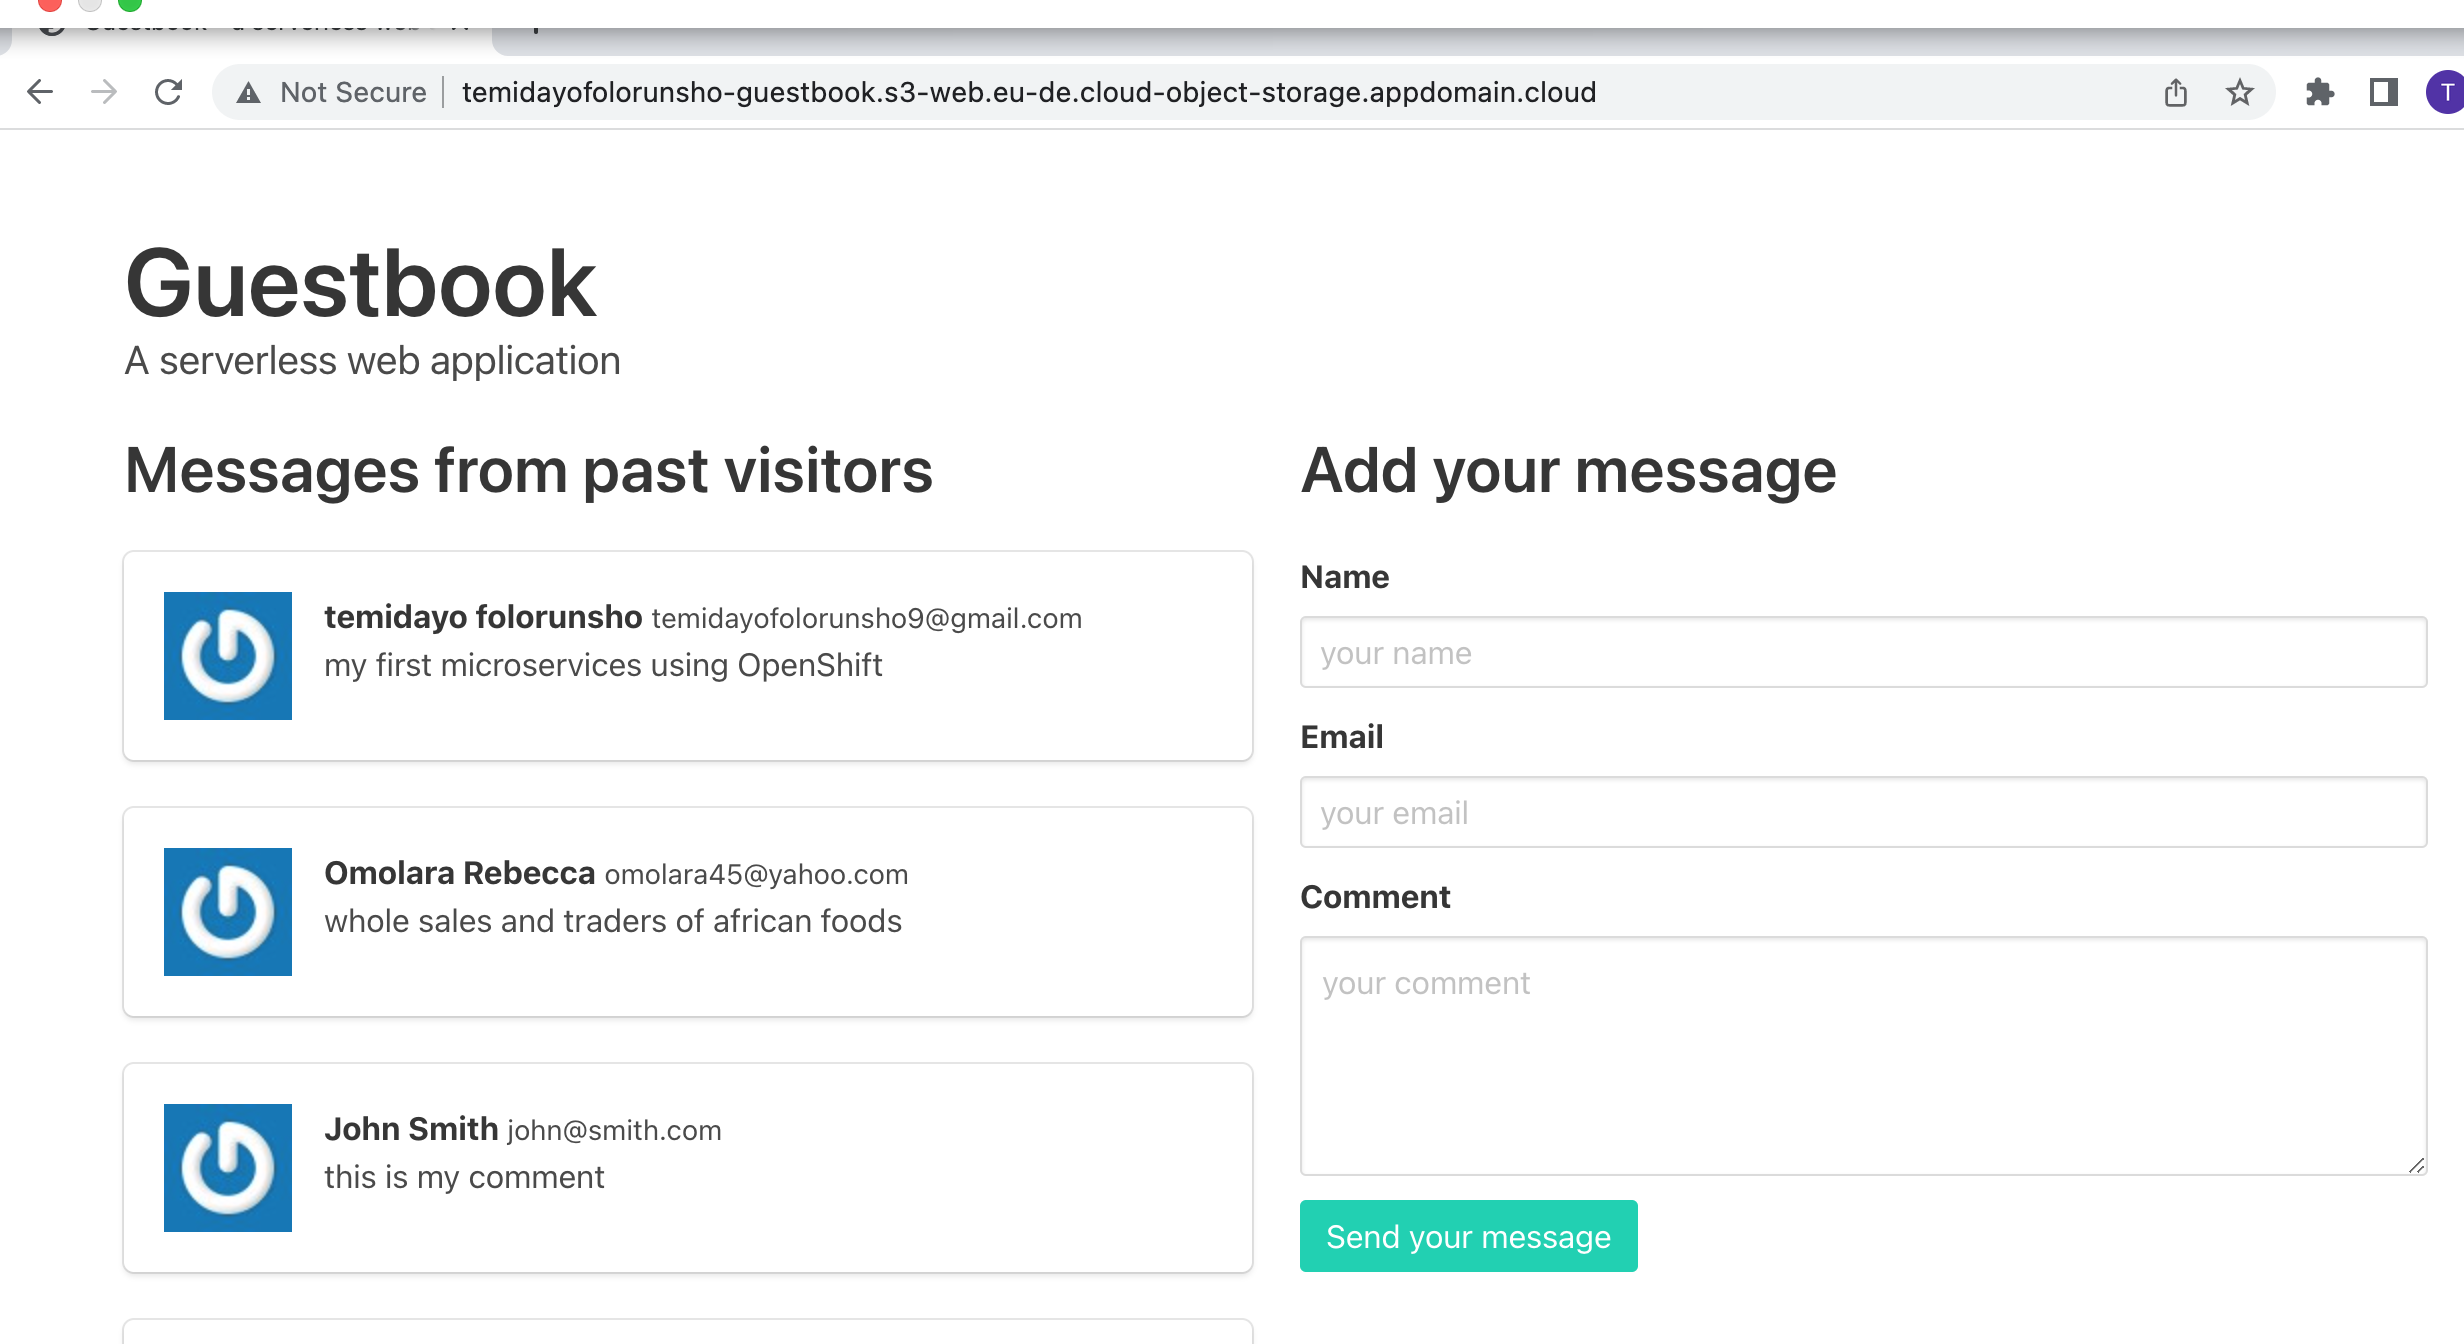 Not Secure
temidayofolorunsho-guestbook.s3-web.eu-de.cloud-object-storage.appdomain.cloud
T
Guestbook
A serverless web application
Messages from past visitors
temidayo folorunsho temidayofolorunsho9@gmail.com
my first microservices using OpenShift
Omolara Rebecca omolara45@yahoo.com
whole sales and traders of african foods
John Smith john@smith.com
this is my comment
Add your message
Name
your name
Email
your email
Comment
your comment
Send your message